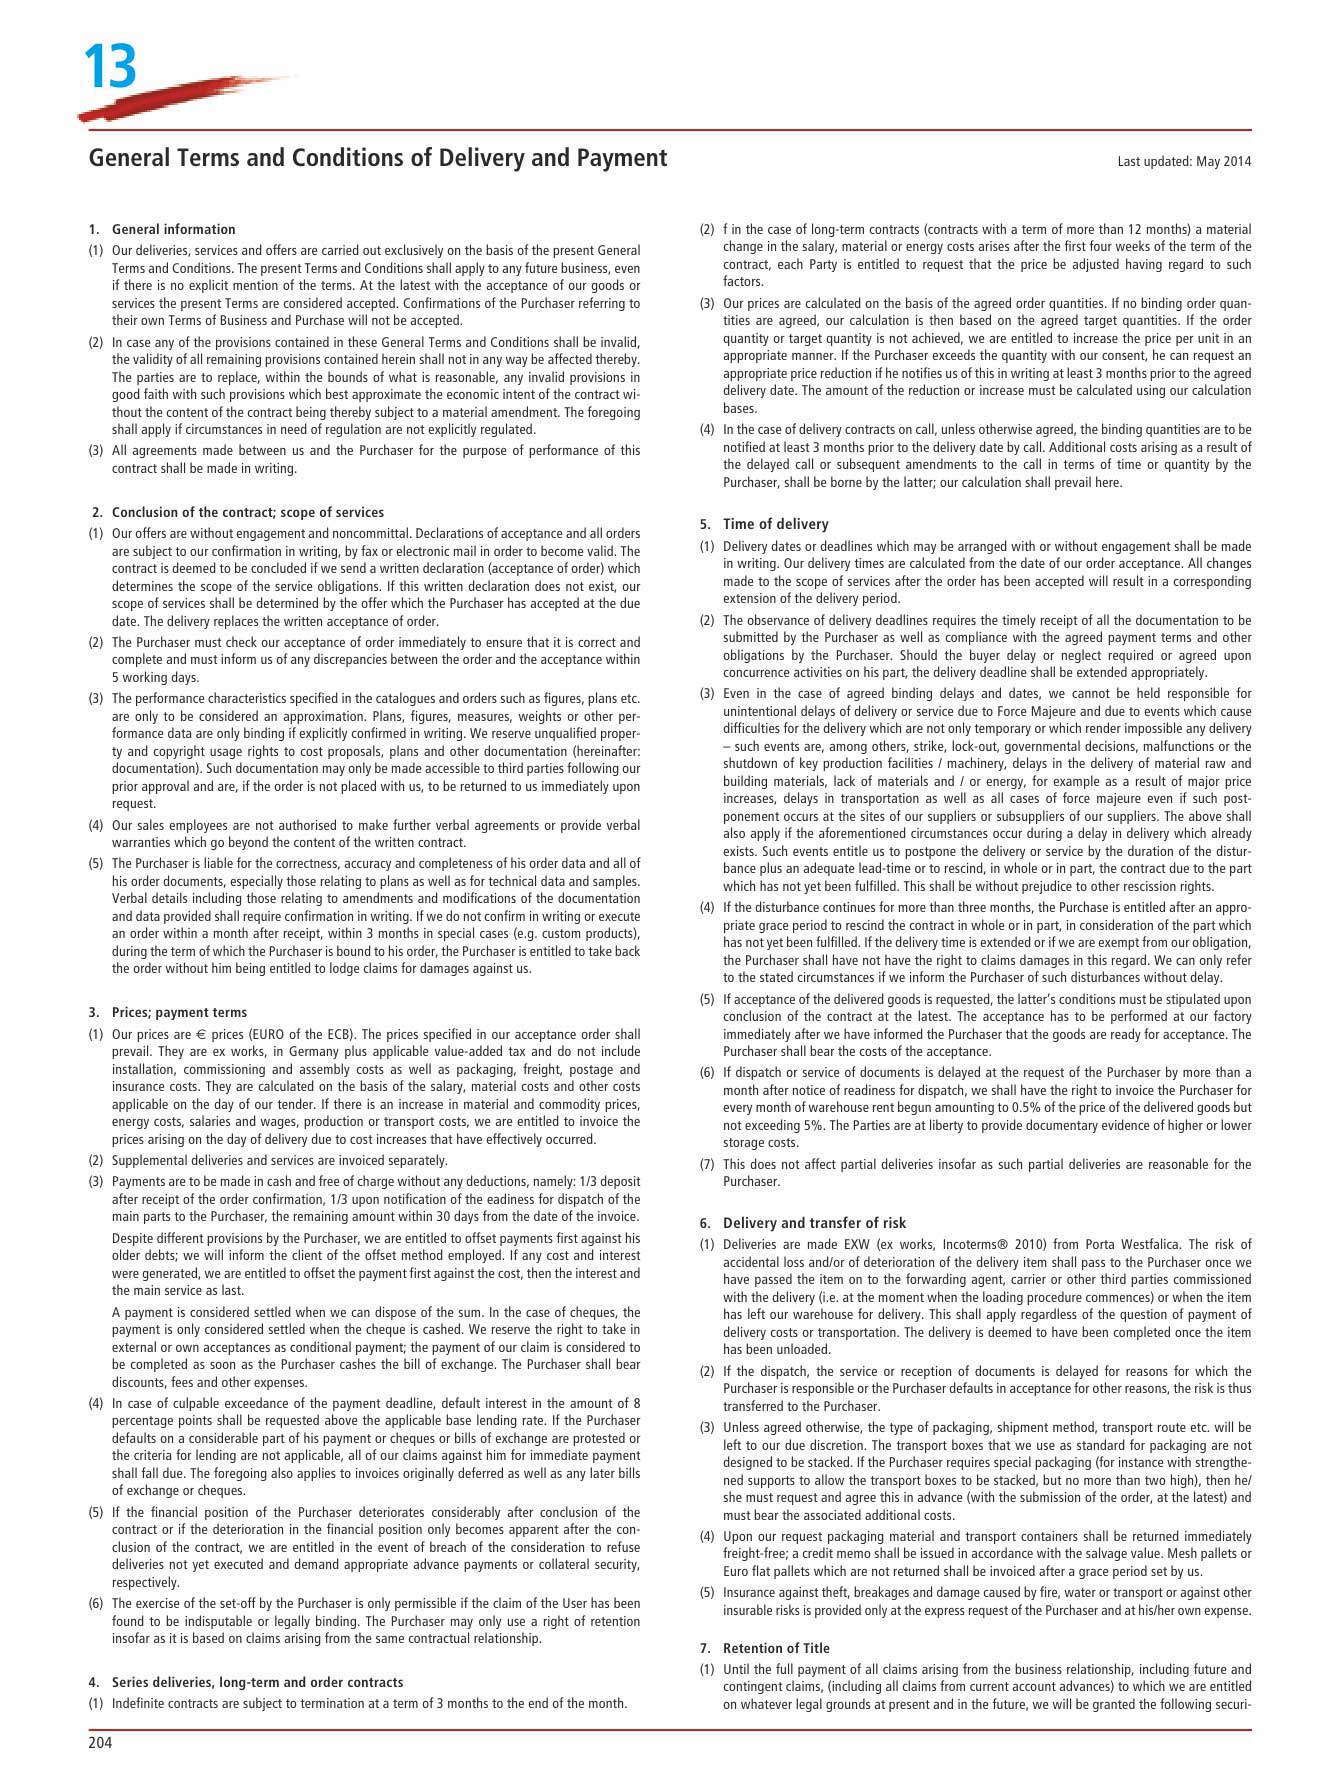 13
General Terms and Conditions of Delivery and Payment
Last updated: May 2014
1. General information
(1) Our deliveries, services and offers are carried out exclusively on the basis of the present General
Terms and Conditions. The present Terms and Conditions shall apply to any future business, even
if there is no explicit mention of the terms. At the latest with the acceptance of our goods or
services the present Terms are considered accepted. Confirmations of the Purchaser referring to
their own Terms of Business and Purchase will not be accepted.
(2) In case any of the provisions contained in these General Terms and Conditions shall be invalid,
the validity of all remaining provisions contained herein shall not in any way be affected thereby.
The parties are to replace, within the bounds of what is reasonable, any invalid provisions in
good faith with such provisions which best approximate the economic intent of the contract wi-
thout the content of the contract being thereby subject to a material amendment. The foregoing
shall apply if circumstances in need of regulation are not explicitly regulated.
(3) All agreements made between us and the Purchaser for the purpose of performance of this
contract shall be made in writing.
2. Conclusion of the contract; scope of services
(1) Our offers are without engagement and noncommittal. Declarations of acceptance and all orders
are subject to our confirmation in writing, by fax or electronic mail in order to become valid. The
contract is deemed to be concluded if we send a written declaration (acceptance of order) which
determines the scope of the service obligations. If this written declaration does not exist, our
scope of services shall be determined by the offer which the Purchaser has accepted at the due
date. The delivery replaces the written acceptance of order.
(2) The Purchaser must check our acceptance of order immediately to ensure that it is correct and
complete and must inform us of any discrepancies between the order and the acceptance within
5 working days.
(3) The performance characteristics specified in the catalogues and orders such as figures, plans etc.
are only to be considered an approximation. Plans, figures, measures, weights or other per-
formance data are only binding if explicitly confirmed in writing. We reserve unqualified proper-
ty and copyright usage rights to cost proposals, plans and other documentation (hereinafter:
documentation). Such documentation may only be made accessible to third parties following our
prior approval and are, if the order is not placed with us, to be returned to us immediately upon
request.
(4) Our sales employees are not authorised to make further verbal agreements or provide verbal
warranties which go beyond the content of the written contract.
(5) The Purchaser is liable for the correctness, accuracy and completeness of his order data and all of
his order documents, especially those relating to plans as well as for technical data and samples.
Verbal details including those relating to amendments and modifications of the documentation
and data provided shall require confirmation in writing. If we do not confirm in writing or execute
an order within a month after receipt, within 3 months in special cases (e.g. custom products),
during the term of which the Purchaser is bound to his order, the Purchaser is entitled to take back
the order without him being entitled to lodge claims for damages against us.
3. Prices; payment terms
(1) Our prices are € prices (EURO of the ECB). The prices specified in our acceptance order shall
prevail. They are ex works, in Germany plus applicable value-added tax and do not include
installation, commissioning and assembly costs as well as packaging, freight, postage and
insurance costs. They are calculated on the basis of the salary, material costs and other costs
applicable on the day of our tender. If there is an increase in material and commodity prices,
energy costs, salaries and wages, production or transport costs, we are entitled to invoice the
prices arising on the day of delivery due to cost increases that have effectively occurred.
(2) Supplemental deliveries and services are invoiced separately.
(3) Payments are to be made in cash and free of charge without any deductions, namely: 1/3 deposit
after receipt of the order confirmation, 1/3 upon notification of the eadiness for dispatch of the
main parts to the Purchaser, the remaining amount within 30 days from the date of the invoice.
Despite different provisions by the Purchaser, we are entitled to offset payments first against his
older debts; we will inform the client of the offset method employed. If any cost and interest
were generated, we are entitled to offset the payment first against the cost, then the interest and
the main service as last.
A payment is considered settled when we can dispose of the sum. In the case of cheques, the
payment is only considered settled when the cheque is cashed. We reserve the right to take in
external or own acceptances as conditional payment; the payment of our claim is considered to
be completed as soon as the Purchaser cashes the bill of exchange. The Purchaser shall bear
discounts, fees and other expenses.
(4) In case of culpable exceedance of the payment deadline, default interest in the amount of 8
percentage points shall be requested above the applicable base lending rate. If the Purchaser
defaults on a considerable part of his payment or cheques or bills of exchange are protested or
the criteria for lending are not applicable, all of our claims against him for immediate payment
shall fall due. The foregoing also applies to invoices originally deferred as well as any later bills
of exchange or cheques.
(5) If the financial position of the Purchaser deteriorates considerably after conclusion of the
contract or if the deterioration in the financial position only becomes apparent after the con-
clusion of the contract, we are entitled in the event of breach of the consideration to refuse
deliveries not yet executed and demand appropriate advance payments or collateral security,
respectively.
(6) The exercise of the set-off by the Purchaser is only permissible if the claim of the User has been
found to be indisputable or legally binding. The Purchaser may only use a right of retention
insofar as it is based on claims arising from the same contractual relationship.
4. Series deliveries, long-term and order contracts
(1) Indefinite contracts are subject to termination at a term of 3 months to the end of the month.
(2) f in the case of long-term contracts (contracts with a term of more than 12 months) a material
change in the salary, material or energy costs arises after the first four weeks of the term of the
contract, each Party is entitled to request that the price be adjusted having regard to such
factors.
(3) Our prices are calculated on the basis of the agreed order quantities. If no binding order quan-
tities are agreed, our calculation is then based on the agreed target quantities. If the order
quantity or target quantity is not achieved, we are entitled to increase the price per unit in an
appropriate manner. If the Purchaser exceeds the quantity with our consent, he can request an
appropriate price reduction if he notifies us of this in writing at least 3 months prior to the agreed
delivery date. The amount of the reduction or increase must be calculated using our calculation
bases.
(4) In the case of delivery contracts on call, unless otherwise agreed, the binding quantities are to be
notified at least 3 months prior to the delivery date by call. Additional costs arising as a result of
the delayed call or subsequent amendments to the call in terms of time or quantity by the
Purchaser, shall be borne by the latter; our calculation shall prevail here.
5. Time of delivery
(1) Delivery dates or deadlines which may be arranged with or without engagement shall be made
in writing. Our delivery times are calculated from the date of our order acceptance. All changes
made to the scope of services after the order has been accepted will result in a corresponding
extension of the delivery period.
(2) The observance of delivery deadlines requires the timely receipt of all the documentation to be
submitted by the Purchaser as well as compliance with the agreed payment terms and other
obligations by the Purchaser. Should the buyer delay or neglect required or agreed upon
concurrence activities on his part, the delivery deadline shall be extended appropriately.
(3) Even in the case of agreed binding delays and dates, we cannot be held responsible for
unintentional delays of delivery or service due to Force Majeure and due to events which cause
difficulties for the delivery which are not only temporary or which render impossible any delivery
– such events are, among others, strike, lock-out, governmental decisions, malfunctions or the
shutdown of key production facilities / machinery, delays in the delivery of material raw and
building materials, lack of materials and / or energy, for example as a result of major price
increases, delays in transportation as well as all cases of force majeure even if such post-
ponement occurs at the sites of our suppliers or subsuppliers of our suppliers. The above shall
also apply if the aforementioned circumstances occur during a delay in delivery which already
exists. Such events entitle us to postpone the delivery or service by the duration of the distur-
bance plus an adequate lead-time or to rescind, in whole or in part, the contract due to the part
which has not yet been fulfilled. This shall be without prejudice to other rescission rights.
(4) If the disturbance continues for more than three months, the Purchase is entitled after an appro-
priate grace period to rescind the contract in whole or in part, in consideration of the part which
has not yet been fulfilled. If the delivery time is extended or if we are exempt from our obligation,
the Purchaser shall have not have the right to claims damages in this regard. We can only refer
to the stated circumstances if we inform the Purchaser of such disturbances without delay.
(5) If acceptance of the delivered goods is requested, the latter's conditions must be stipulated upon
conclusion of the contract at the latest. The acceptance has to be performed at our factory
immediately after we have informed the Purchaser that the goods are ready for acceptance. The
Purchaser shall bear the costs of the acceptance.
(6) If dispatch or service of documents is delayed at the request of the Purchaser by more than a
month after notice of readiness for dispatch, we shall have the right to invoice the Purchaser for
every month of warehouse rent begun amounting to 0.5% of the price of the delivered goods but
not exceeding 5%. The Parties are at liberty to provide documentary evidence of higher or lower
storage costs.
(7) This does not affect partial deliveries insofar as such partial deliveries are reasonable for the
Purchaser.
6. Delivery and transfer of risk
(1) Deliveries are made EXW (ex works, Incoterms® 2010) from Porta Westfalica. The risk of
accidental loss and/or of deterioration of the delivery item shall pass to the Purchaser once we
have passed the item on to the forwarding agent, carrier or other third parties commissioned
with the delivery (i.e. at the moment when the loading procedure commences) or when the item
has left our warehouse for delivery. This shall apply regardless of the question of payment of
delivery costs or transportation. The delivery is deemed to have been completed once the item
has been unloaded.
(2) If the dispatch, the service or reception of documents is delayed for reasons for which the
Purchaser is responsible or the Purchaser defaults in acceptance for other reasons, the risk is thus
transferred to the Purchaser.
(3) Unless agreed otherwise, the type of packaging, shipment method, transport route etc. will be
left to our due discretion. The transport boxes that we use as standard for packaging are not
designed to be stacked. If the Purchaser requires special packaging (for instance with strengthe-
ned supports to allow the transport boxes to be stacked, but no more than two high), then he/
she must request and agree this in advance (with the submission of the order, at the latest) and
must bear the associated additional costs.
(4) Upon our request packaging material and transport containers shall be returned immediately
freight-free; a credit memo shall be issued in accordance with the salvage value. Mesh pallets or
Euro flat pallets which are not returned shall be invoiced after a grace period set by us.
(5) Insurance against theft, breakages and damage caused by fire, water or transport or against other
insurable risks is provided only at the express request of the Purchaser and at his/her own expense.
7. Retention of Title
(1) Until the full payment of all claims arising from the business relationship, including future and
contingent claims, (including all claims from current account advances) to which we are entitled
on whatever legal grounds at present and in the future, we will be granted the following securi-
204